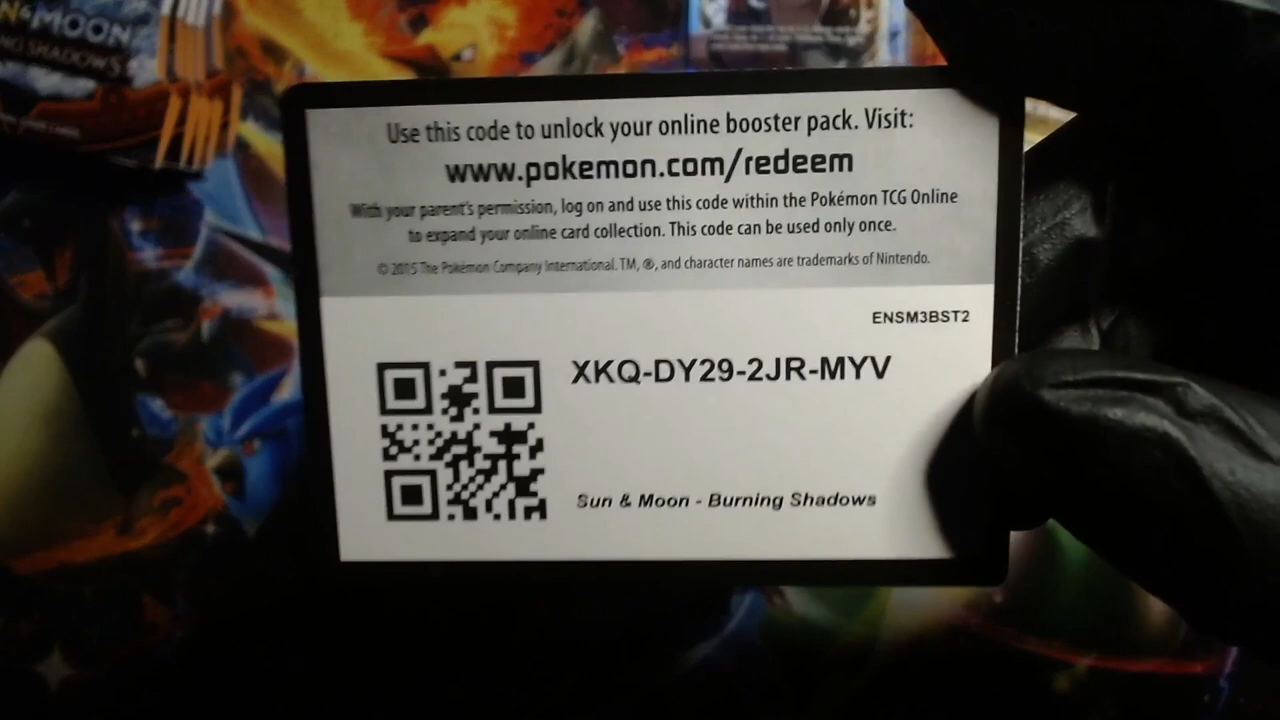 N&MOON
NG SHADOWS
Use this code to unlock your online booster pack. Visit:
www.pokemon.com/redeem
With your parent's permission, log on and use this code within the Pokémon TCG Online
to expand your online card collection. This code can be used only once.
© 2015 The Pokémon Company International. TM, ®, and character names are trademarks of Nintendo.
ENSM3BST2
XKQ-DY29-2JR-MYV
Sun & Moon - Burning Shadows